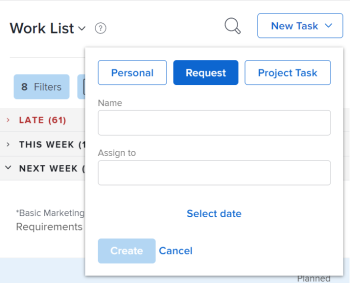 Work List
New Task
Personal Request Project Task
8 Filters
Name
LATE (61)
THIS WEEK (1
Assign to
NEXT WEEK (
Select date
*Basic Marketing
Requirements
Create Cancel
Planned